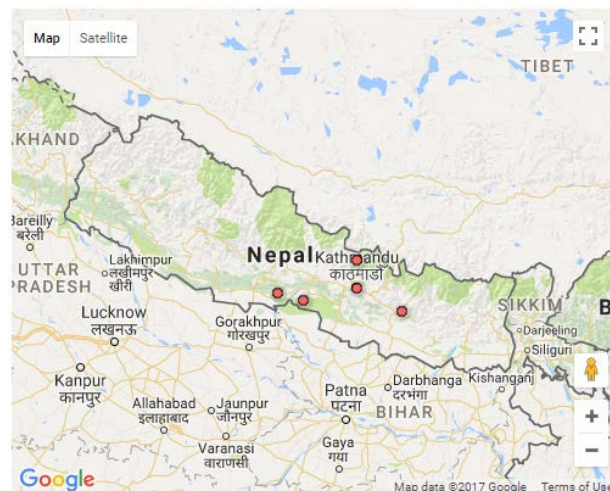 Map Satellite
TIBET
AKHAND
Bareilly
बरेली
Nepal
Kathmandu
काठमाडौं
Lakhimpur
लखीमपुर
खीरी
UTTAR
PRADESH
SIKKIM
B
Lucknow
लखनऊ
Gorakhpur
गोरखपुर
Darjeeling
Siliguri
Kanpur
कानपुर
Darbhanga
दरभंगा
Kishanganj
Patna
पटना
Allahabad
इलाहाबाद
Jaunpur
जौनपुर
BIHAR
Varanasi
वाराणसी
Gaya
गया
+
−
Google
Map data ©2017 Google Terms of Use